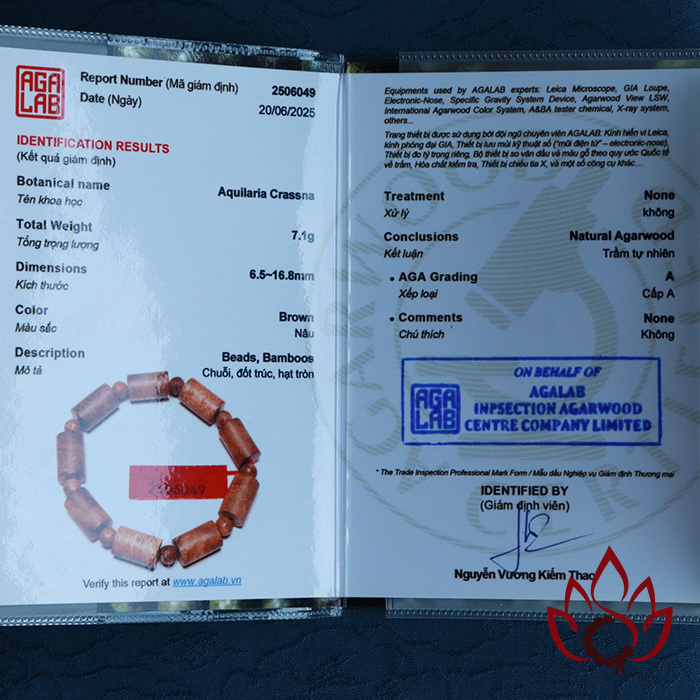 AGA
LAB
Report Number (Mã giám định) 2506049
Date (Ngày) 20/06/2025
IDENTIFICATION RESULTS
(Kết quả giám định)
Botanical name Aquilaria Crassna
Tên khoa học
Total Weight 7.1g
Tổng trọng lượng
Dimensions 6.5~16.8mm
Kích thước
Color Brown
Màu sắc Nâu
Description Beads, Bamboos
Mô tả Chuỗi, đốt trúc, hạt tròn
2506049
Verify this report at www.agalab.vn
Equipments used by AGALAB experts: Leica Microscope, GIA Loupe,
Electronic-Nose, Specific Gravity System Device, Agarwood View LSW,
International Agarwood Color System, A&BA tester chemical, X-ray system,
others...
Trang thiết bị được sử dụng bởi đội ngũ chuyên viên AGALAB: Kính hiển vi Leica,
kính phóng đại GIA, Thiết bị lưu mùi kỹ thuật số ("mũi điện tử" – electronic-nose),
Thiết bị đo tỷ trọng riêng, Bộ thiết bị so vân dầu và màu gỗ theo quy ước Quốc tế
về trầm, Hóa chất kiểm tra, Thiết bị chiếu tia X, và một số công cụ khác...
Treatment None
Xử lý không
Conclusions Natural Agarwood
Kết luận Trầm tự nhiên
• AGA Grading A
Xếp loại Cấp A
• Comments None
Chú thích Không
ON BEHALF OF
AGALAB
INPSECTION AGARWOOD
CENTRE COMPANY LIMITED
AGA
LAB
* The Trade Inspection Professional Mark Form / Mẫu dấu Nghiệp vụ Giám định Thương mại
IDENTIFIED BY
(Giám định viên)
Nguyễn Vương Kiếm Thao